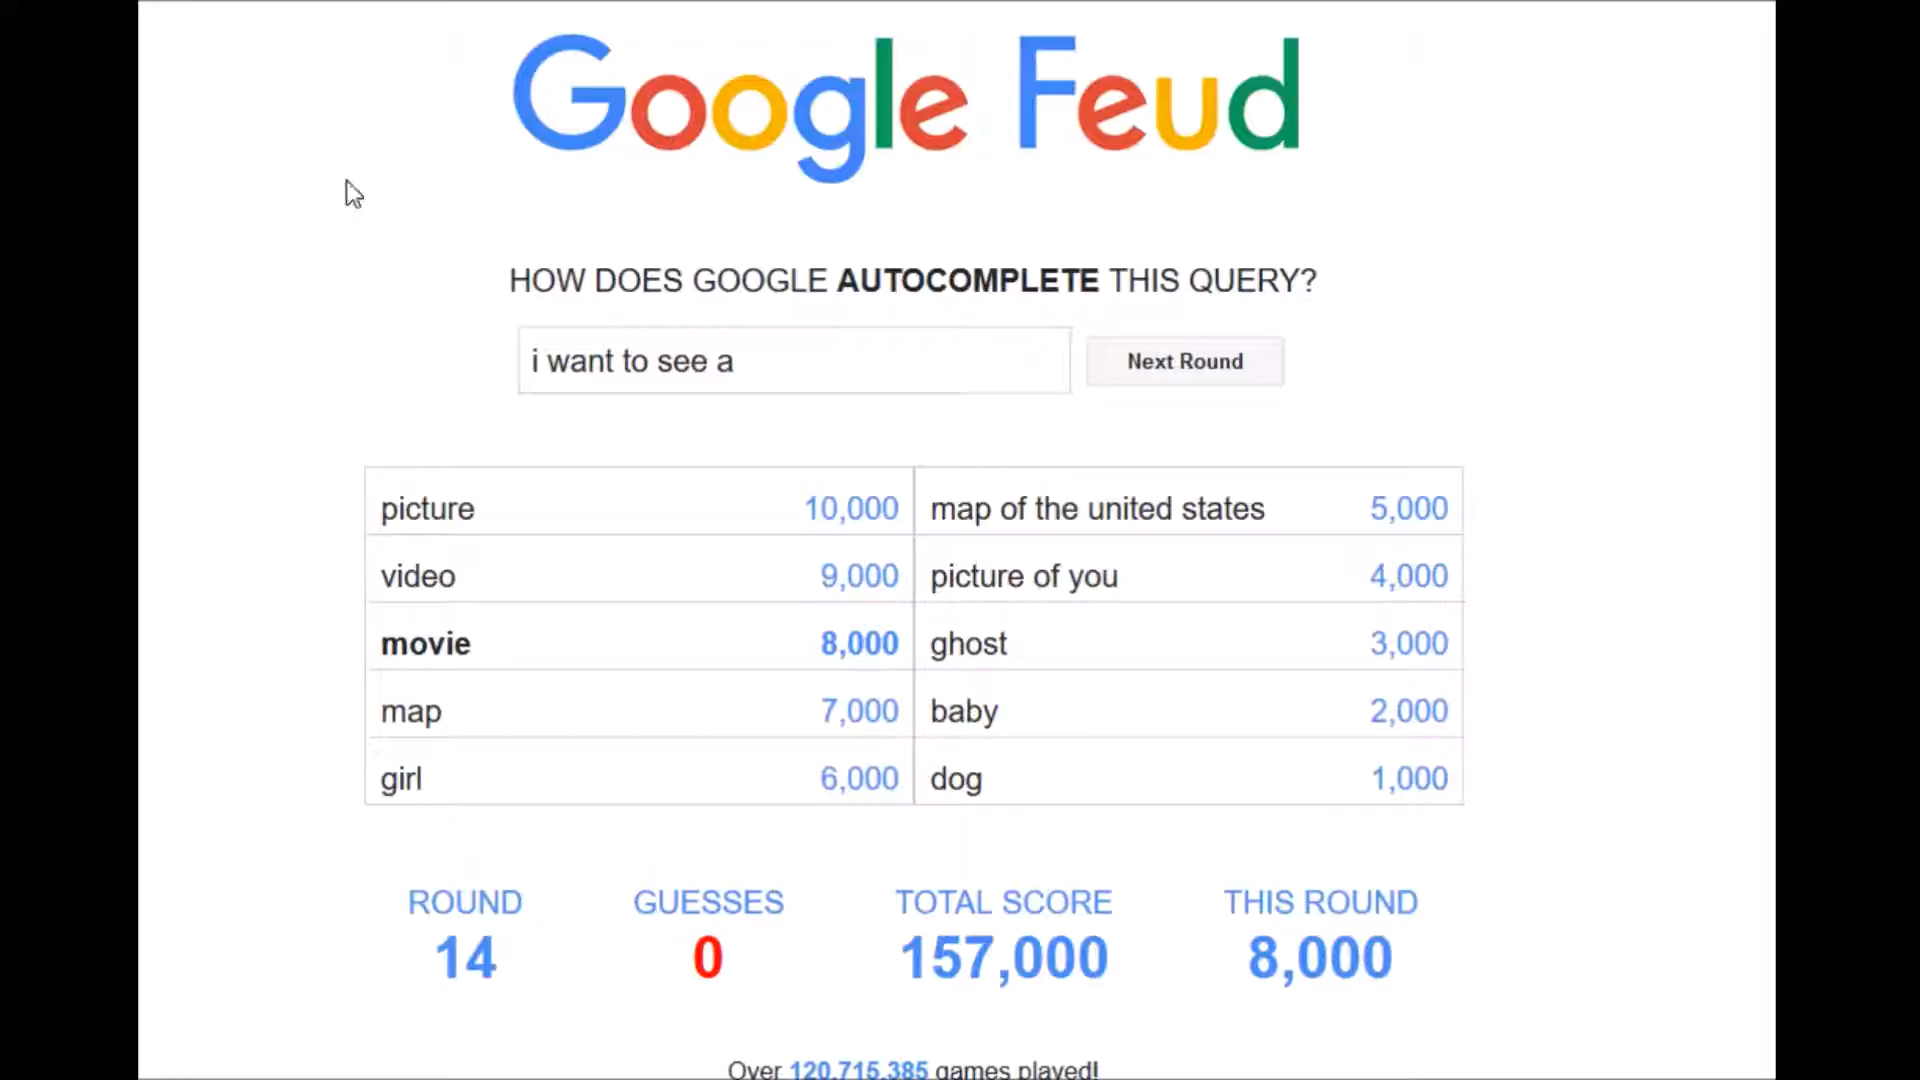 Google Feud
HOW DOES GOOGLE AUTOCOMPLETE THIS QUERY?
i want to see a
Next Round
picture 10,000 map of the united states 5,000
video 9,000 picture of you 4,000
movie 8,000 ghost 3,000
map 7,000 baby 2,000
girl 6,000 dog 1,000
ROUND GUESSES TOTAL SCORE THIS ROUND
14 0 157,000 8,000
Over 120,715,385 games played!